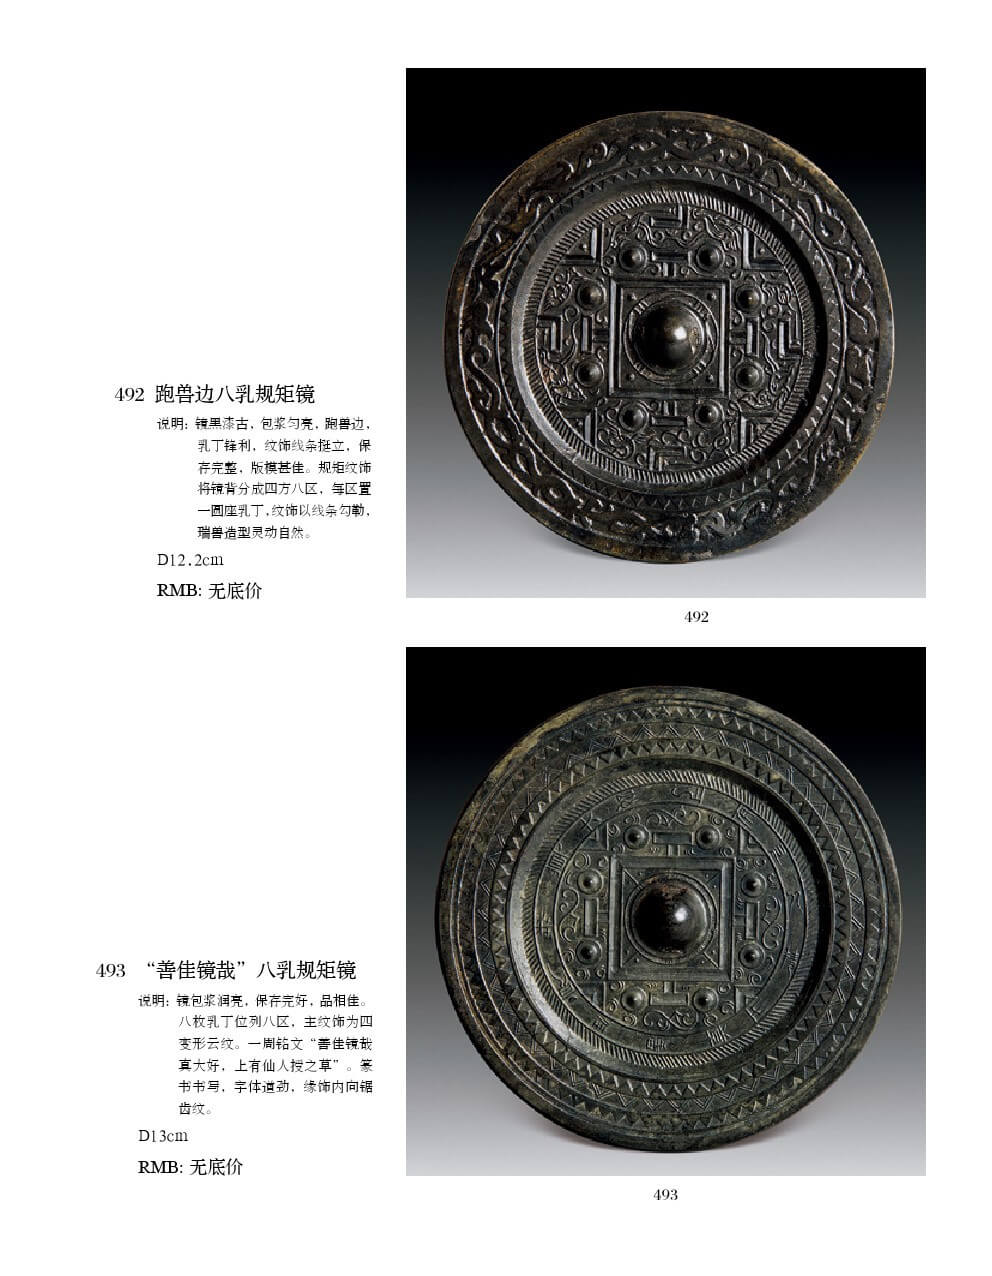 492 跑兽边八乳规矩镜
说明：镜黑漆古，包浆匀亮，跑兽边，
乳丁锋利，纹饰线条挺立，保
存完整，版模甚佳。规矩纹饰
将镜背分成四方八区，每区置
一圆座乳丁，纹饰以线条勾勒，
瑞兽造型灵动自然。
D12.2cm
RMB: 无底价
492
493 “善佳镜哉”八乳规矩镜
说明：镜包浆润亮，保存完好，品相佳。
八枚乳丁位列八区，主纹饰为四
变形云纹。一周铭文“善佳镜哉
真大好，上有仙人授之草”。篆
书书写，字体遒劲，缘饰内向锯
齿纹。
D13cm
RMB: 无底价
493